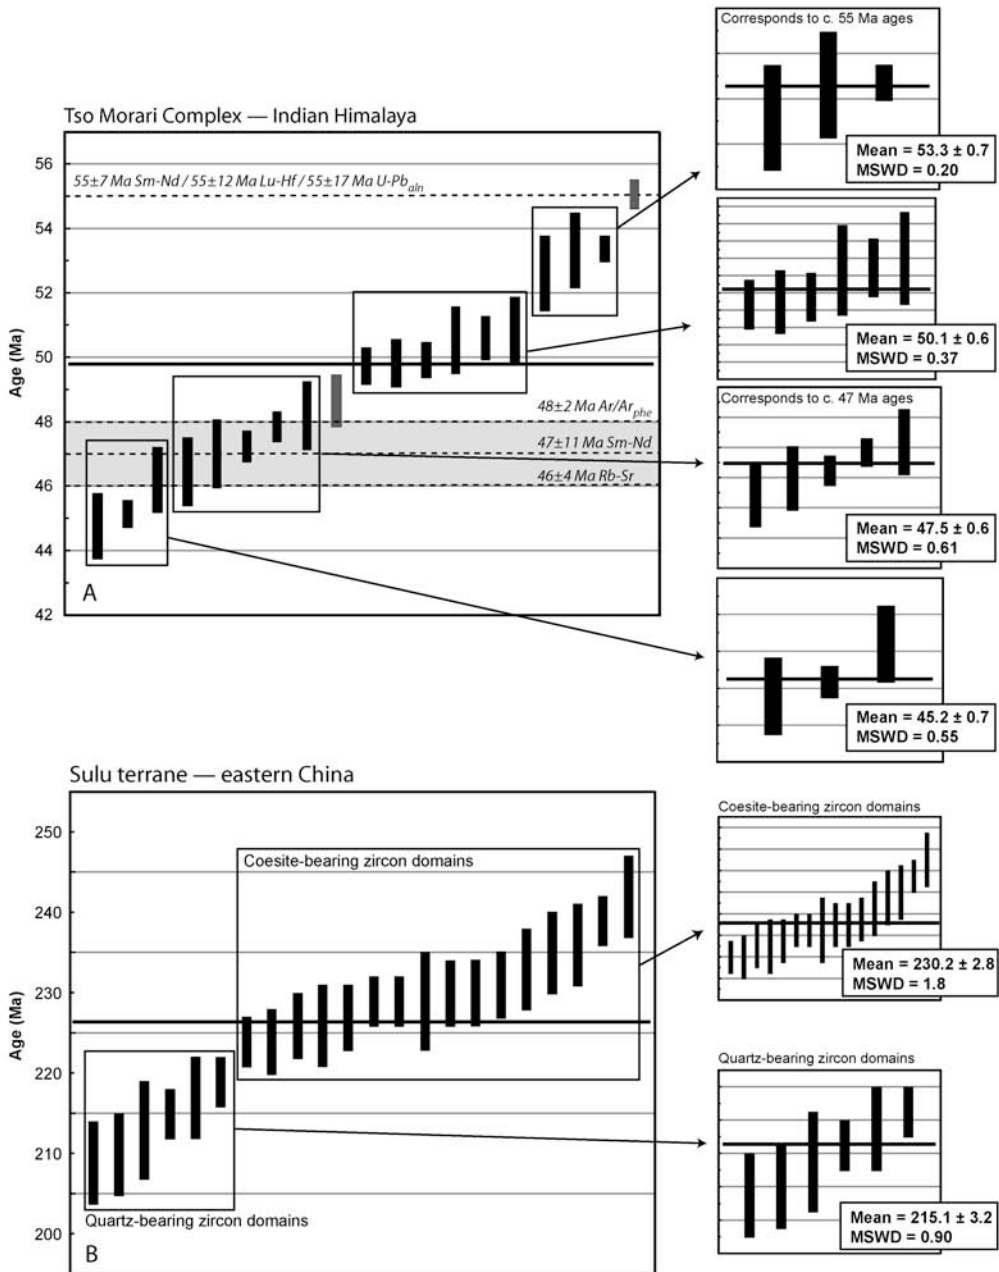 Tso Morari Complex — Indian Himalaya
Age (Ma)
56
54
52
50
48
46
44
42
55±7 Ma Sm-Nd / 55±12 Ma Lu-Hf / 55±17 Ma U-Pb aln
48±2 Ma Ar/Ar phe
47±11 Ma Sm-Nd
46±4 Ma Rb-Sr
A
Corresponds to c. 55 Ma ages
Mean = 53.3 ± 0.7
MSWD = 0.20
Mean = 50.1 ± 0.6
MSWD = 0.37
Corresponds to c. 47 Ma ages
Mean = 47.5 ± 0.6
MSWD = 0.61
Mean = 45.2 ± 0.7
MSWD = 0.55
Sulu terrane — eastern China
Age (Ma)
250
240
230
220
210
200
Coesite-bearing zircon domains
Quartz-bearing zircon domains
B
Coesite-bearing zircon domains
Mean = 230.2 ± 2.8
MSWD = 1.8
Quartz-bearing zircon domains
Mean = 215.1 ± 3.2
MSWD = 0.90